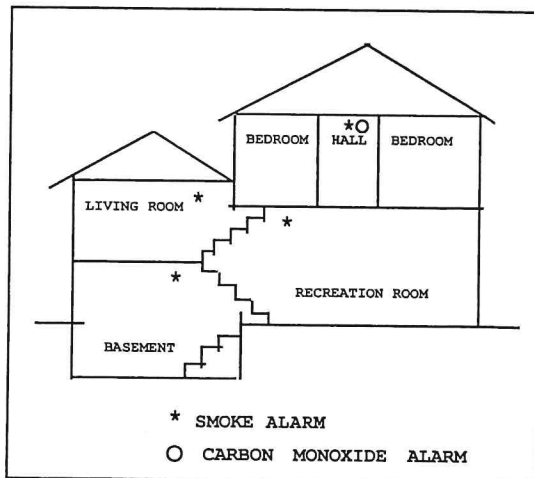 BEDROOM * O HALL BEDROOM
LIVING ROOM *
*
*
RECREATION ROOM
BASEMENT
* SMOKE ALARM
O CARBON MONOXIDE ALARM